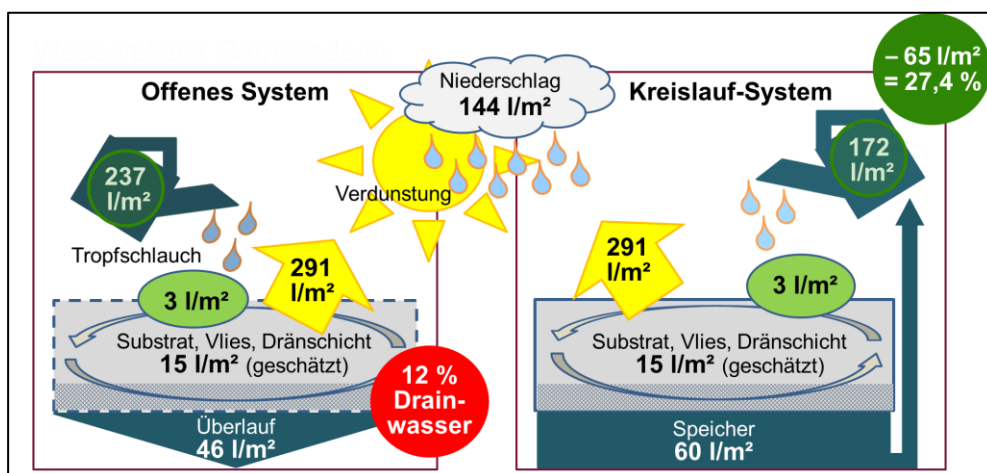 Offenes System
Niederschlag
144 l/m²
Kreislauf-System
– 65 l/m²
= 27,4 %
237
l/m²
Verdunstung
172
l/m²
Tropfschlauch
291
l/m²
3 l/m²
Substrat, Vlies, Dränschicht
15 l/m² (geschätzt)
12 %
Drain-
wasser
Überlauf
46 l/m²
291
l/m²
3 l/m²
Substrat, Vlies, Dränschicht
15 l/m² (geschätzt)
Speicher
60 l/m²